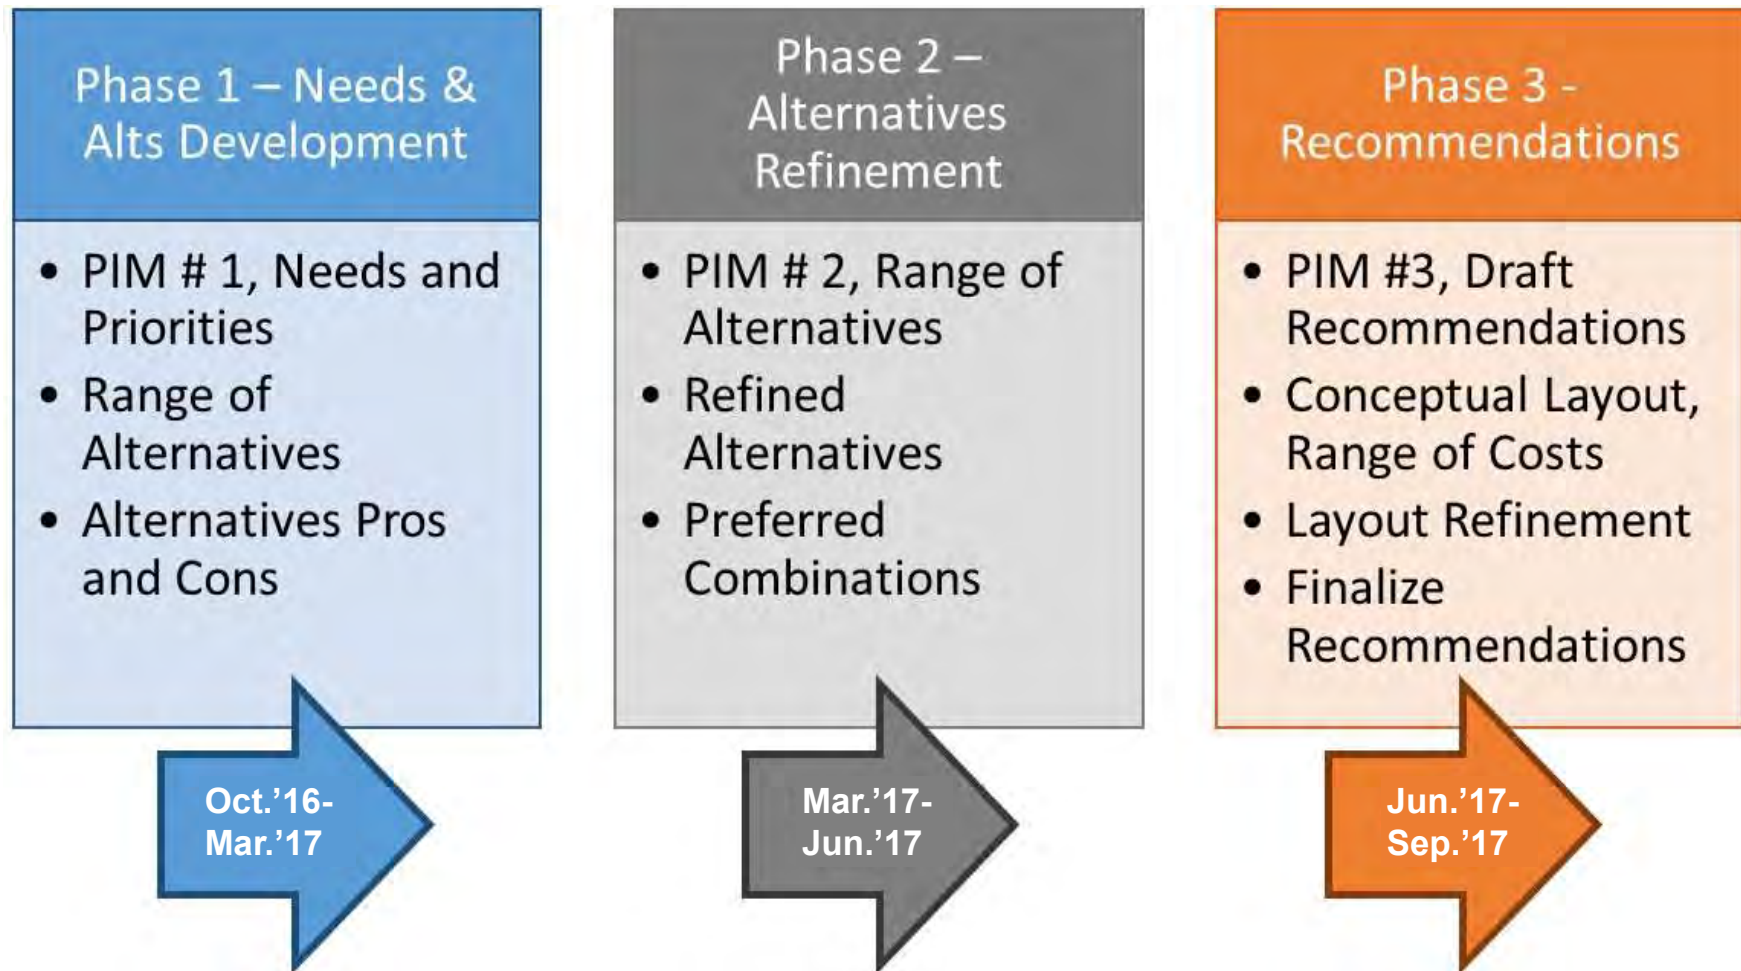 Phase 1 – Needs &
Alts Development
• PIM # 1, Needs and
Priorities
• Range of
Alternatives
• Alternatives Pros
and Cons
Oct.’16-
Mar.’17
Phase 2 –
Alternatives
Refinement
• PIM # 2, Range of
Alternatives
• Refined
Alternatives
• Preferred
Combinations
Mar.’17-
Jun.’17
Phase 3 -
Recommendations
• PIM #3, Draft
Recommendations
• Conceptual Layout,
Range of Costs
• Layout Refinement
• Finalize
Recommendations
Jun.’17-
Sep.’17